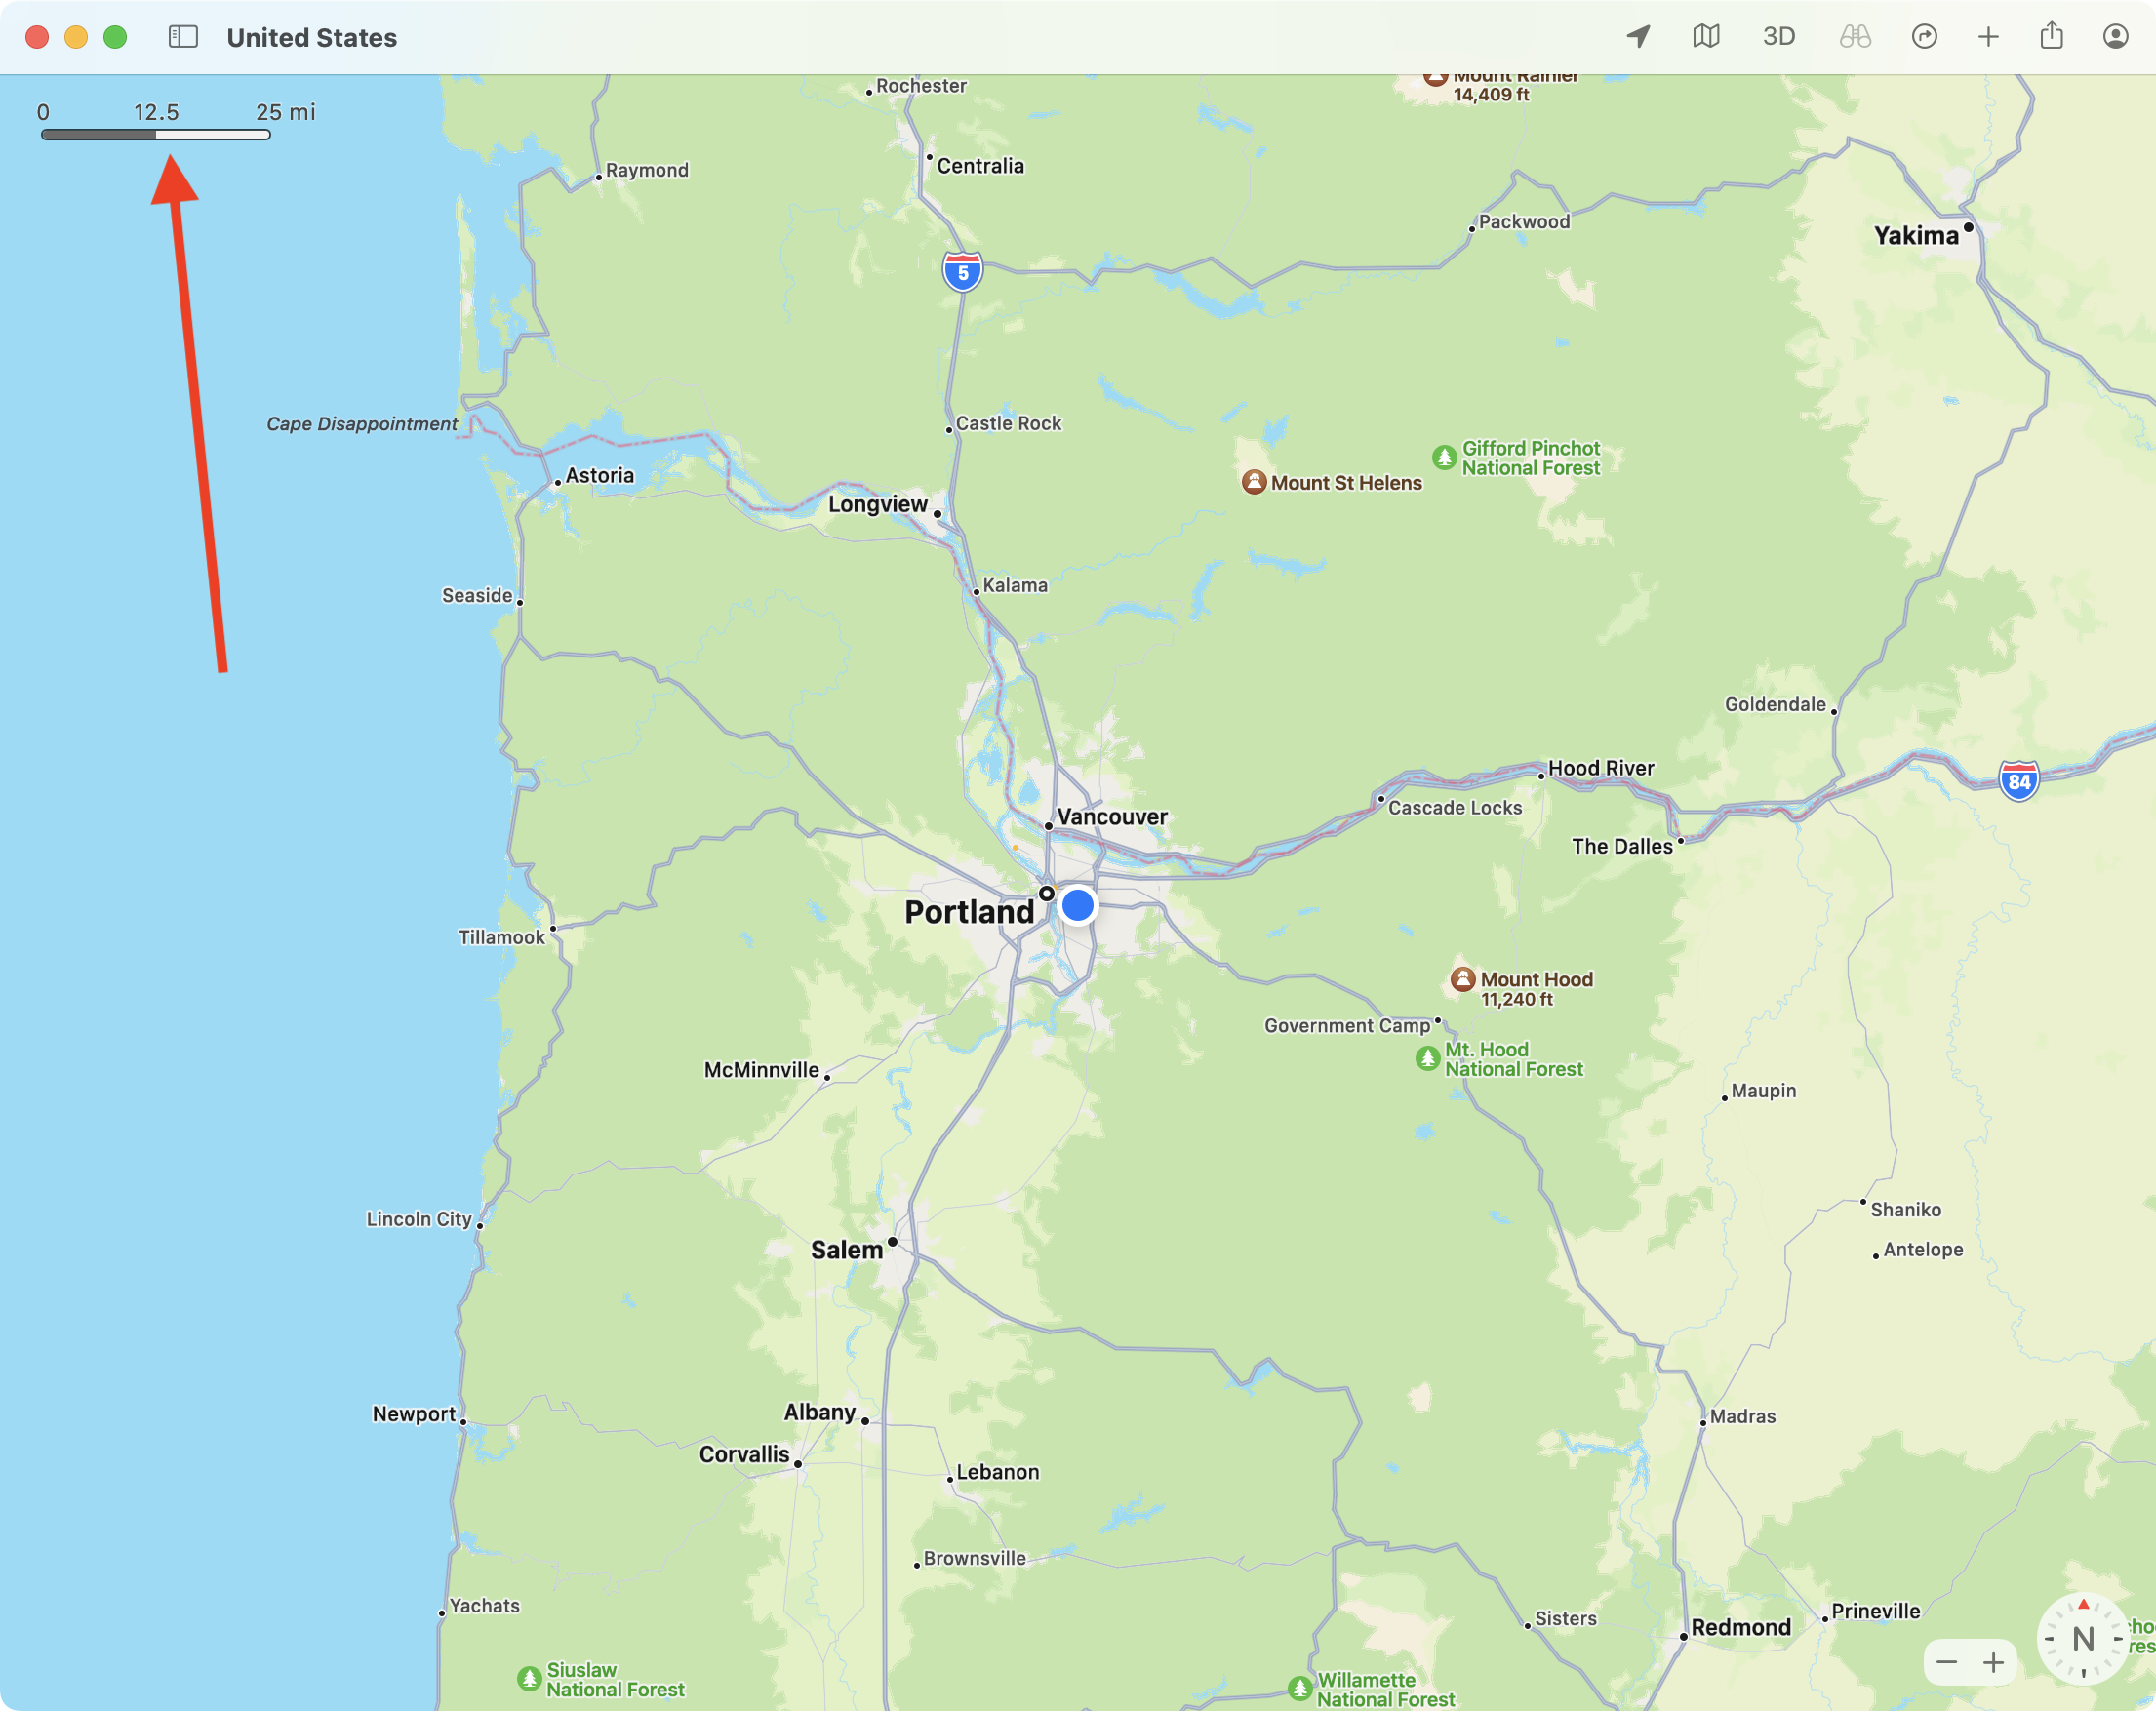 United States
3D
0 12.5 25 mi
Rochester
Mount Rainier
14,409 ft
Raymond
Centralia
Packwood
Yakima
5
Cape Disappointment
Castle Rock
Gifford Pinchot
National Forest
Astoria
Mount St Helens
Longview
Kalama
Seaside
Goldendale
Hood River
84
Vancouver
Cascade Locks
The Dalles
Portland
Tillamook
Mount Hood
11,240 ft
Government Camp
Mt. Hood
National Forest
McMinnville
Maupin
Lincoln City
Shaniko
Salem
Antelope
Newport
Albany
Madras
Corvallis
Lebanon
Brownsville
Yachats
Sisters
Prineville
Redmond
N
Siuslaw
National Forest
Willamette
National Forest